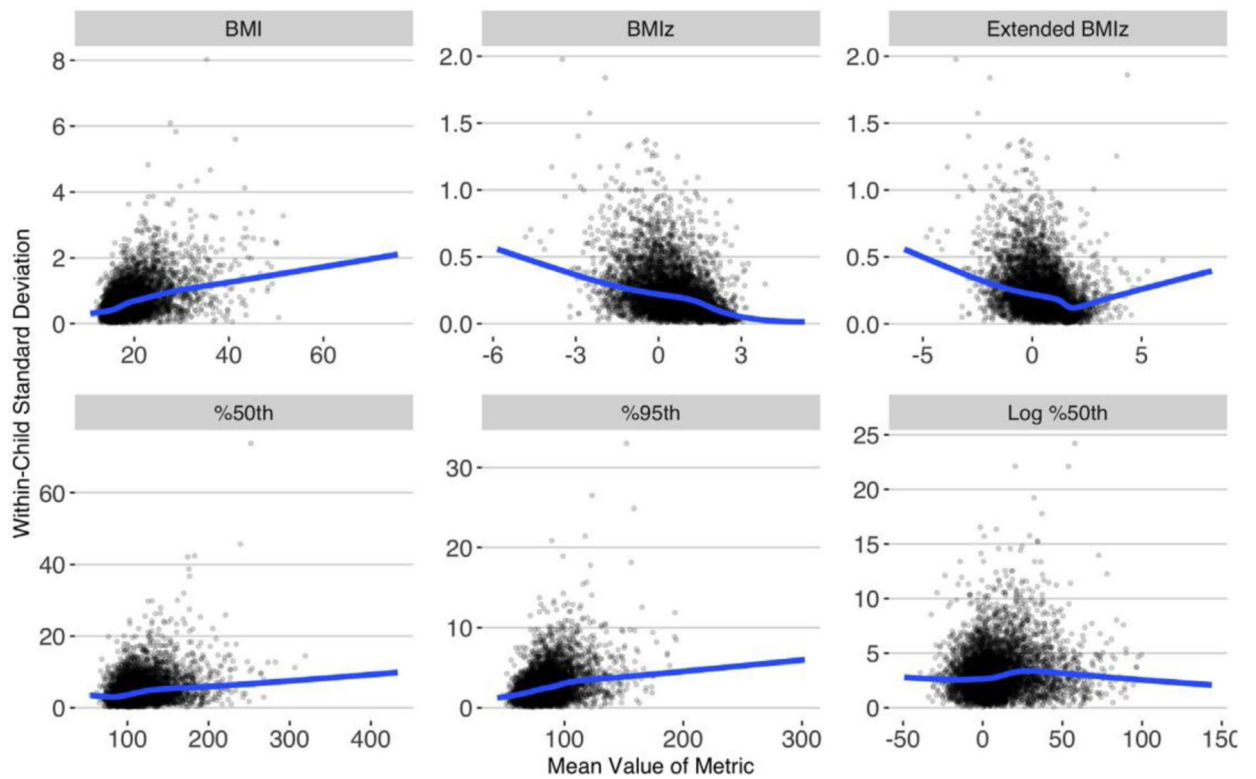 BMI BMIz Extended BMIz
8 2.0 2.0
6 1.5 1.5
4 1.0 1.0
2 0.5 0.5
0 0.0 0.0
20 40 60 -6 -3 0 3 -5 0 5
%50th %95th Log %50th
25
60 30 20
40 20 15
10
20 10 5
0 0 0
100 200 300 400 100 200 300 -50 0 50 100 150
Within-Child Standard Deviation
Mean Value of Metric